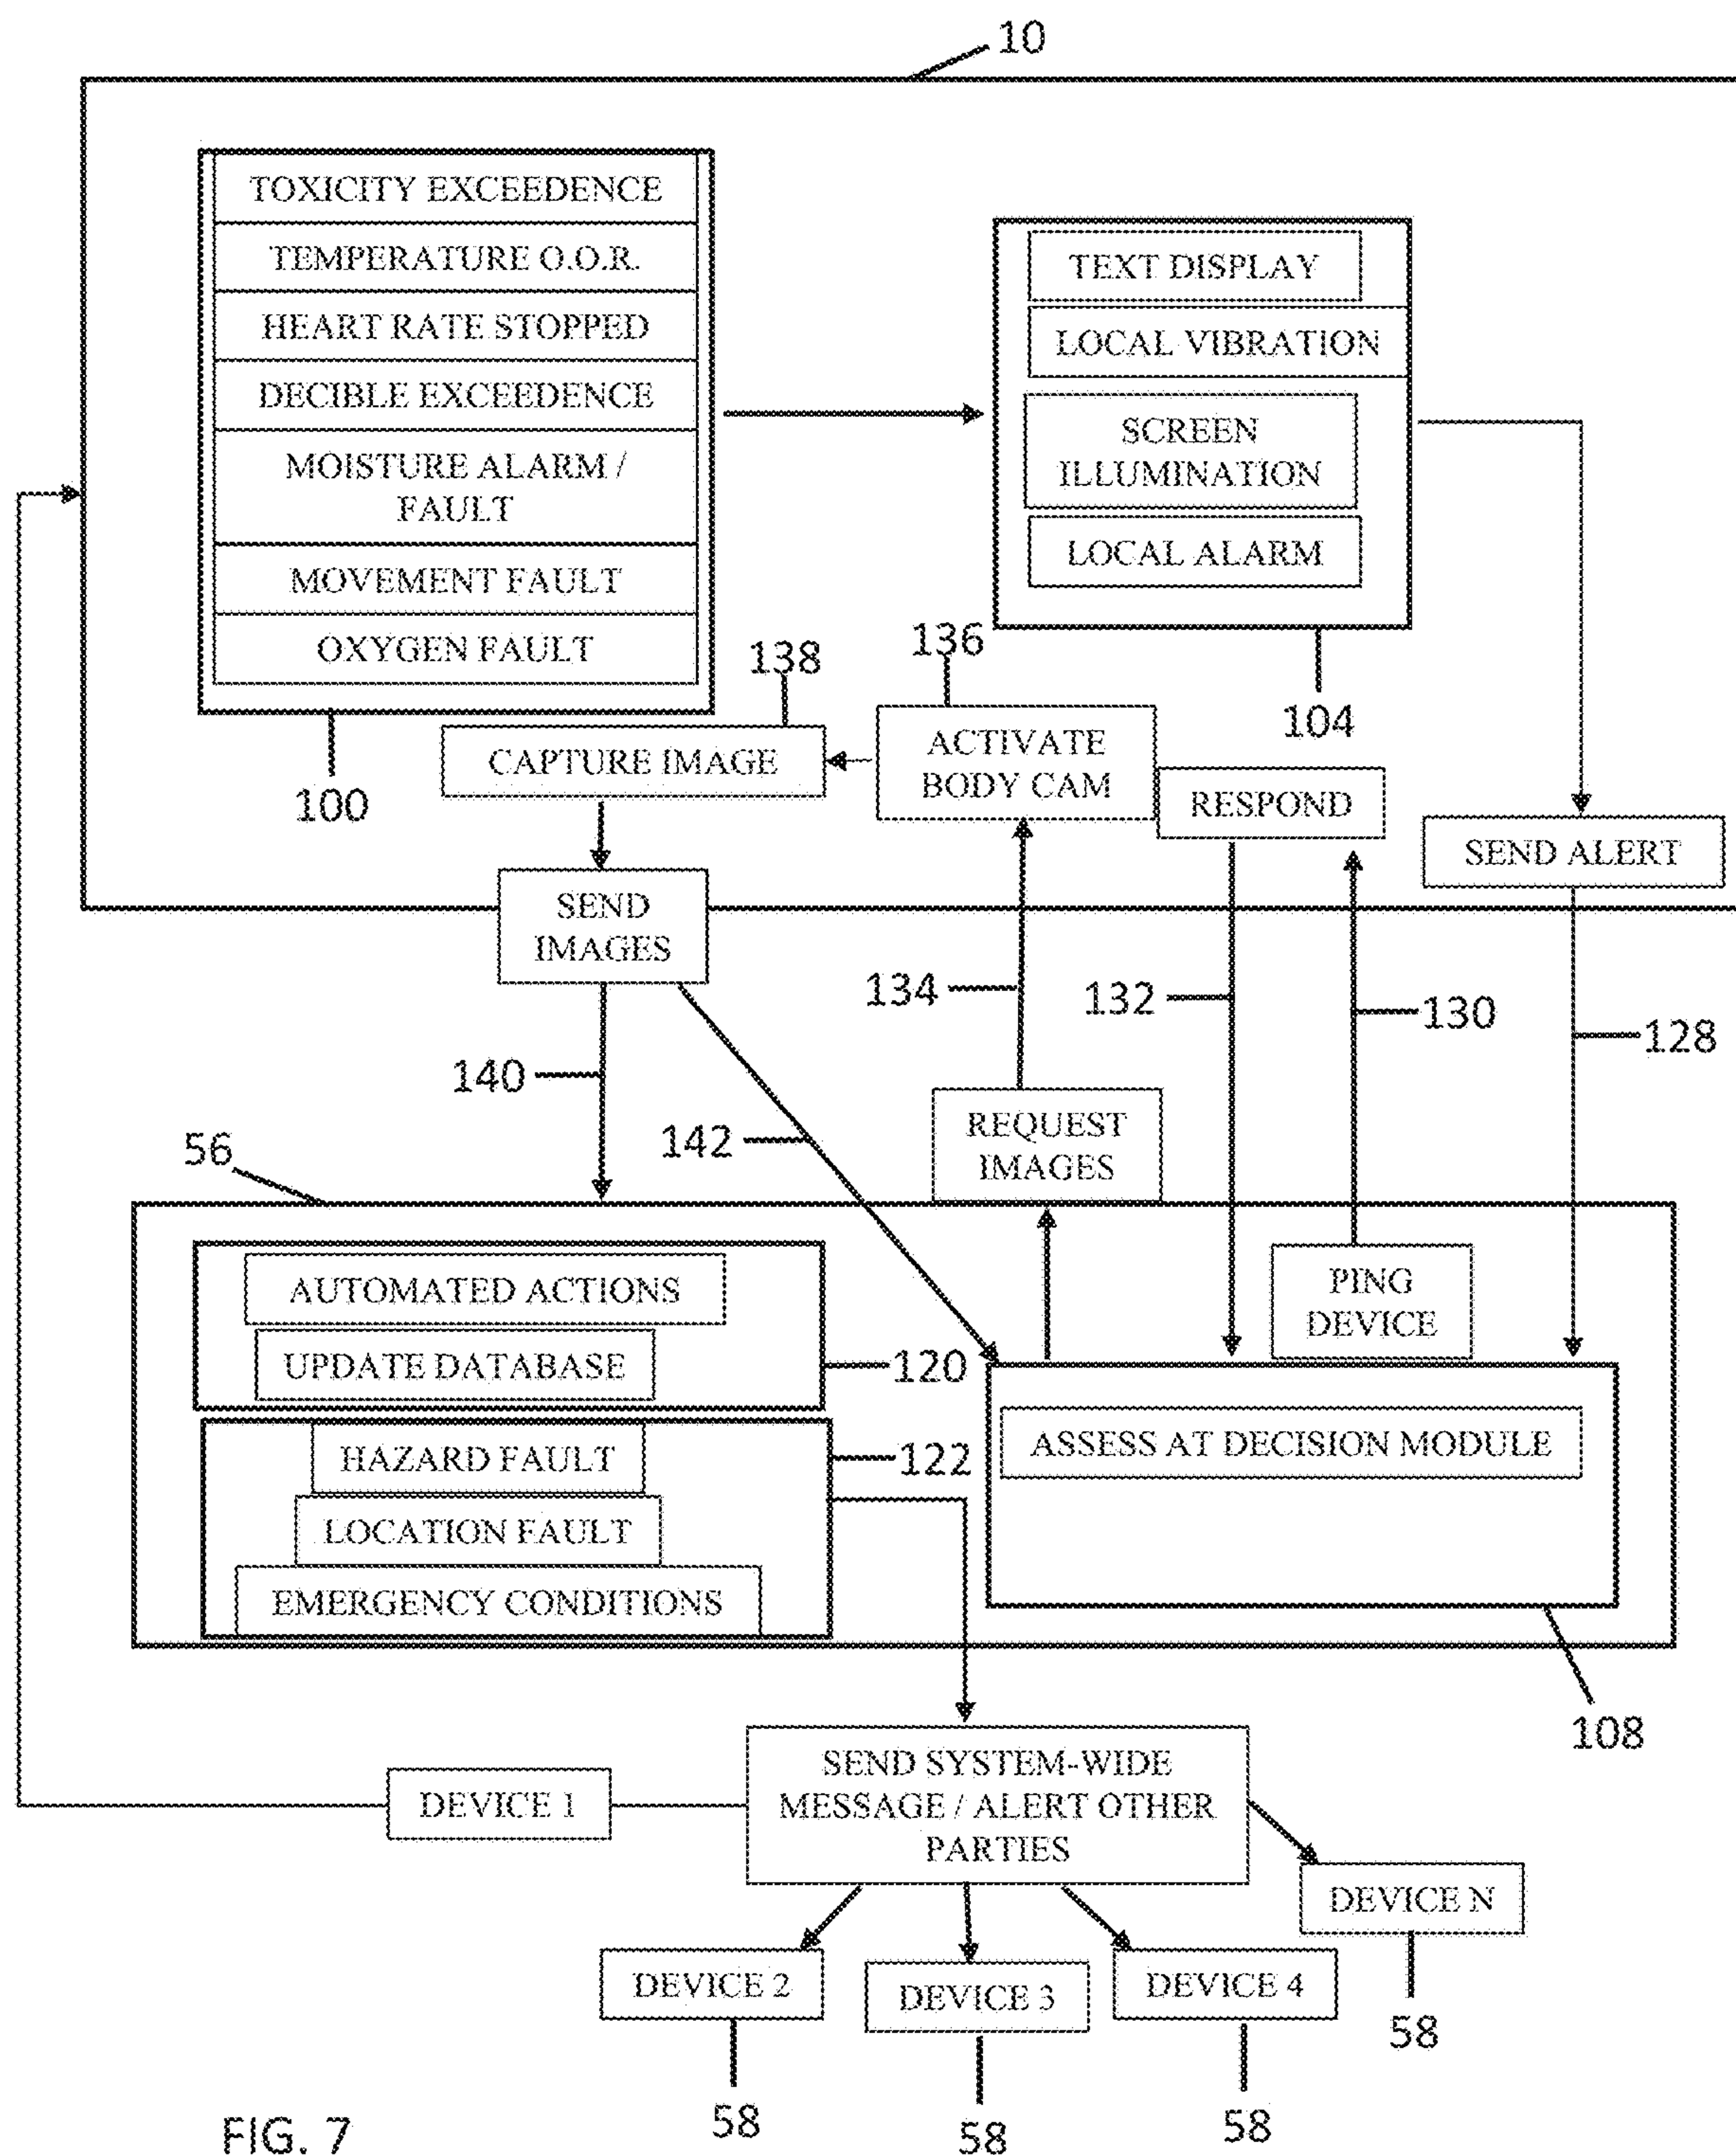 10
TOXICITY EXCEEDENCE
TEMPERATURE O.O.R.
HEART RATE STOPPED
DECIBLE EXCEEDENCE
MOISTURE ALARM /
FAULT
MOVEMENT FAULT
OXYGEN FAULT
100
TEXT DISPLAY
LOCAL VIBRATION
SCREEN
ILLUMINATION
LOCAL ALARM
104
138
136
CAPTURE IMAGE
ACTIVATE
BODY CAM
RESPOND
SEND ALERT
SEND
IMAGES
134
132
130
128
140
142
REQUEST
IMAGES
56
PING
DEVICE
AUTOMATED ACTIONS
UPDATE DATABASE
120
HAZARD FAULT
LOCATION FAULT
EMERGENCY CONDITIONS
122
ASSESS AT DECISION MODULE
108
SEND SYSTEM-WIDE
MESSAGE / ALERT OTHER
PARTIES
DEVICE 1
DEVICE N
58
DEVICE 2
DEVICE 3
DEVICE 4
58
58
58
FIG. 7